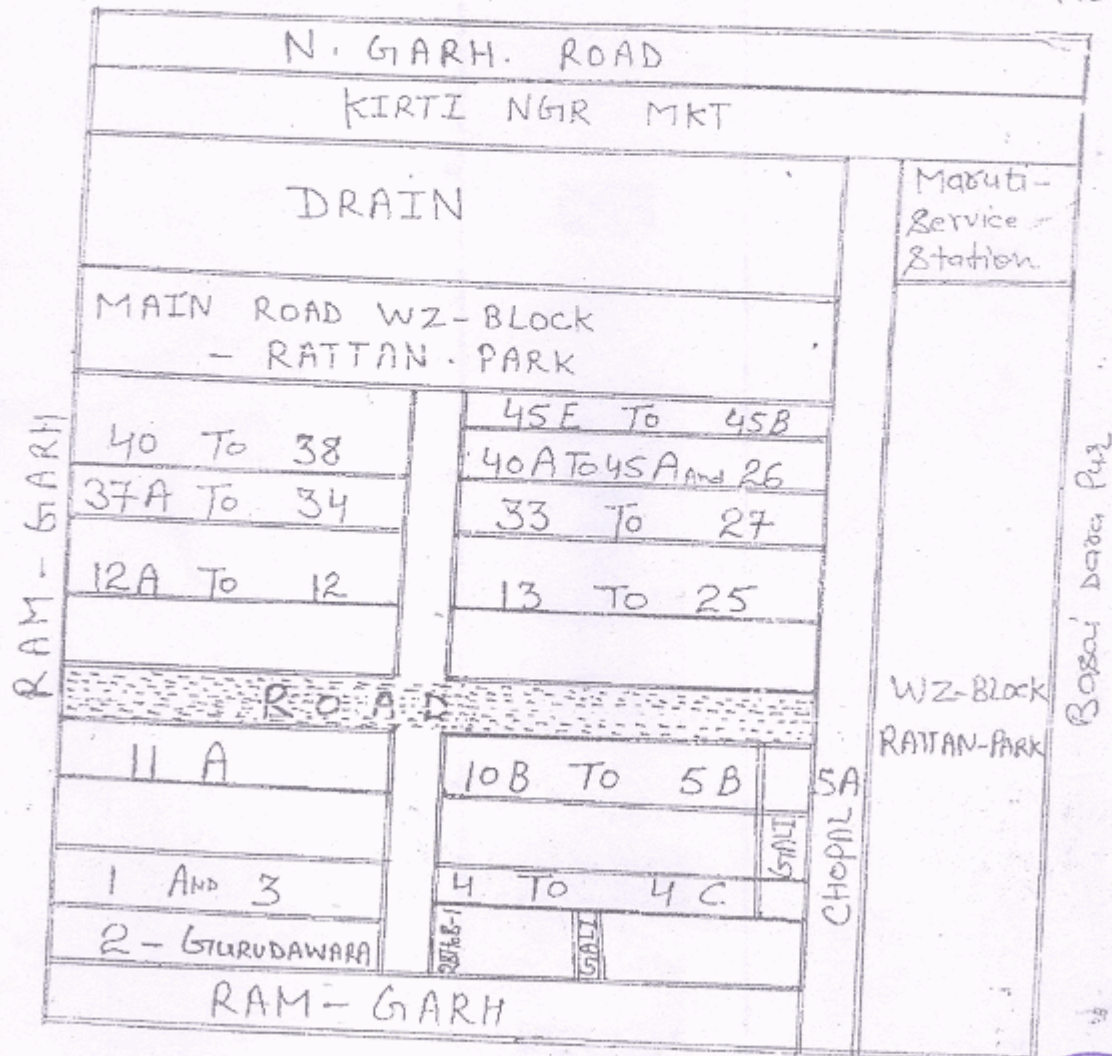 N. GARH. ROAD
KIRTI NGR MKT
DRAIN
Maruti-
Service-
Station
MAIN ROAD WZ-BLOCK
- RATTAN. PARK
RAM-GARH
40 To 38
45E To 45B
40A To 45A And 26
37A To 34
33 To 27
12A To 12
13 To 25
ROAD
WZ-BLOCK
RATTAN-PARK
11 A
10B To 5B
5A
GALI
CHOPAL
1 AND 3
4 To 4C
2 - GURUDAWARA
GALI
RAM-GARH